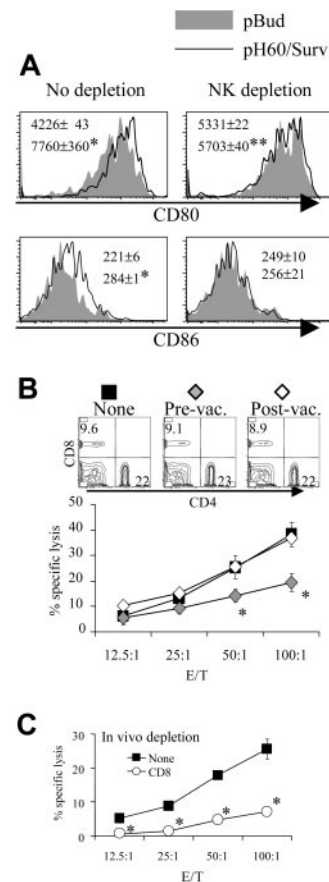 pBud
pH60/Surv
A
No depletion
NK depletion
4226± 43
7760±360*
5331±22
5703±40**
CD80
221±6
284±1*
249±10
256±21
CD86
B
None
Pre-vac.
Post-vac.
CD8
9.6
22
9.1
23
8.9
22
CD4
% specific lysis
50
40
30
20
10
0
*
*
12.5:1
25:1
50:1
100:1
E/T
C
In vivo depletion
None
CD8
% specific lysis
30
20
10
0
*
*
*
*
12.5:1
25:1
50:1
100:1
E/T